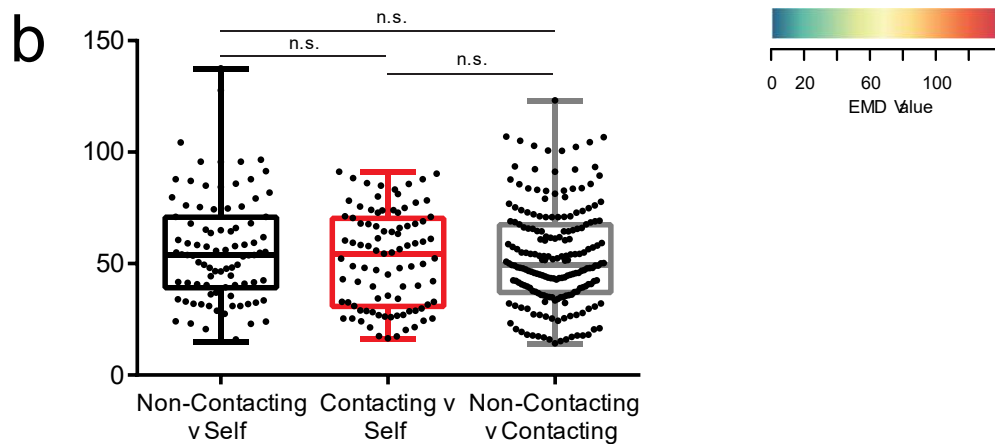 b
n.s.
n.s.
n.s.
150
100
50
0
Non-Contacting
v Self
Contacting v
Self
Non-Contacting
v Contacting
0 20 60 100
EMD Value